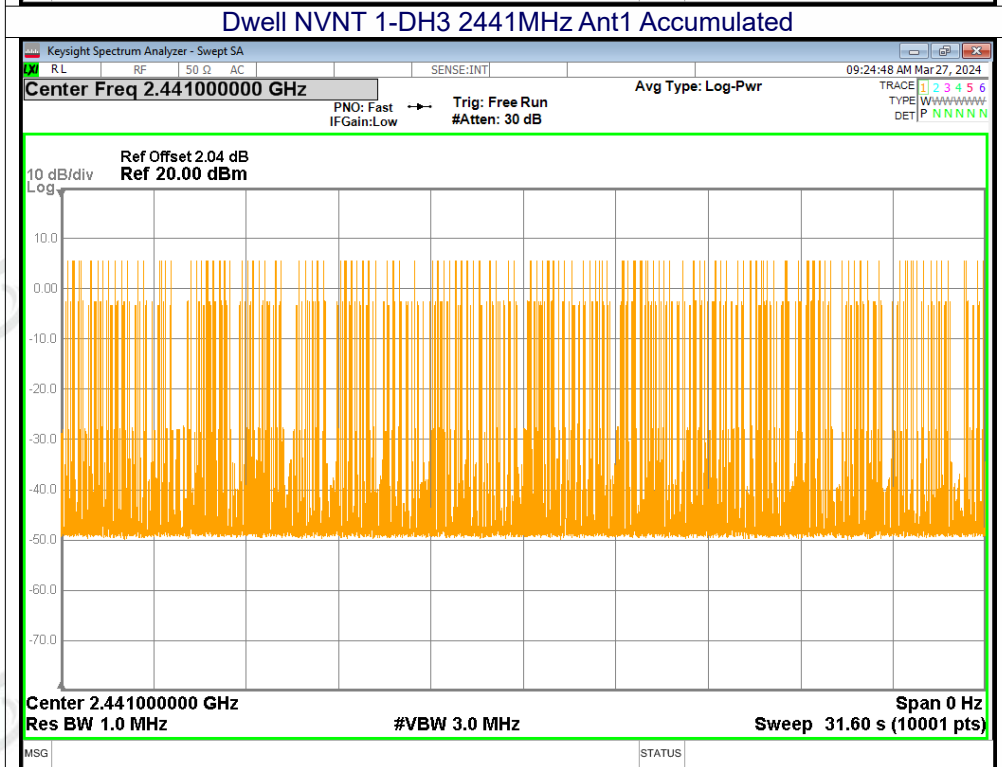 Dwell NVNT 1-DH3 2441MHz Ant1 Accumulated
Keysight Spectrum Analyzer - Swept SA
LXI RL RF 50 Ω AC SENSE:INT 09:24:48 AM Mar 27, 2024
Center Freq 2.441000000 GHz Avg Type: Log-Pwr TRACE 1 2 3 4 5 6
PNO: Fast Trig: Free Run TYPE WWWWWW
IFGain:Low #Atten: 30 dB DET P N N N N N
Ref Offset 2.04 dB
10 dB/div Ref 20.00 dBm
Log
10.0
0.00
-10.0
-20.0
-30.0
-40.0
-50.0
-60.0
-70.0
Center 2.441000000 GHz Span 0 Hz
Res BW 1.0 MHz #VBW 3.0 MHz Sweep 31.60 s (10001 pts)
MSG STATUS